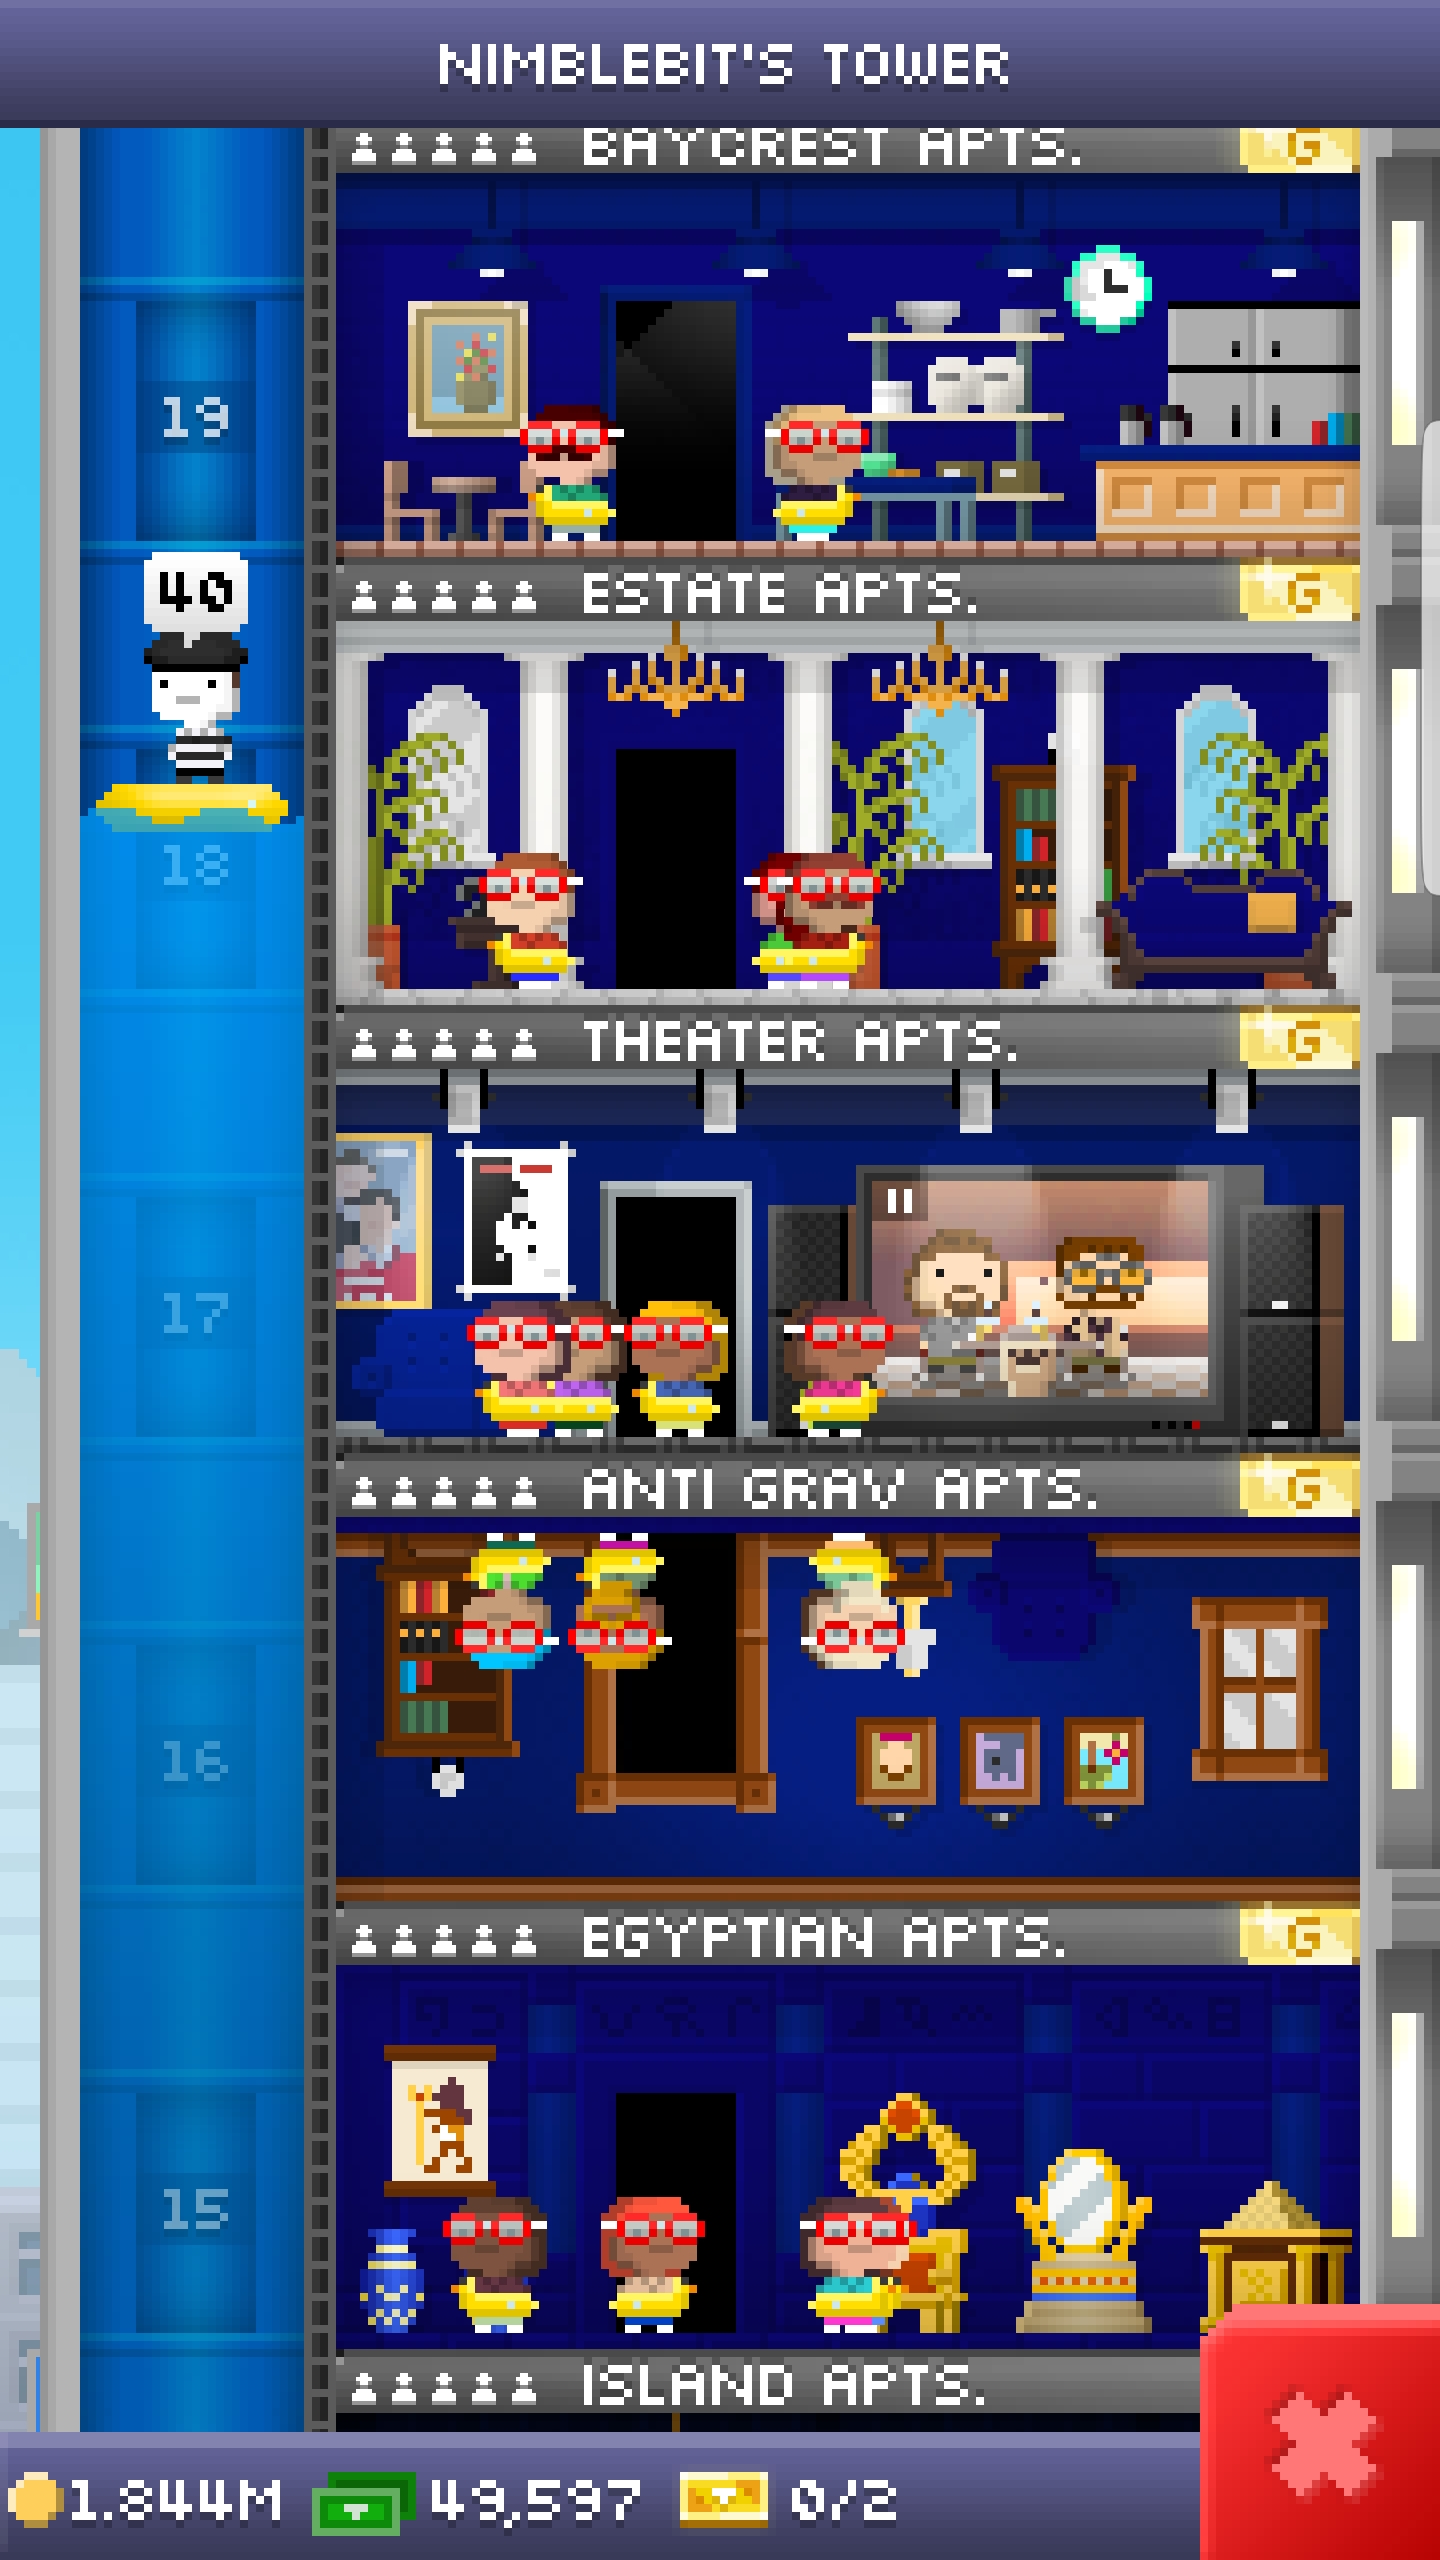 NIMBLEBIT'S TOWER
BAYCREST APTS. G
19
40
ESTATE APTS. G
18
THEATER APTS. G
17
ANTI GRAV APTS. G
16
EGYPTIAN APTS. G
15
ISLAND APTS.
1.844M 49,597 0/2